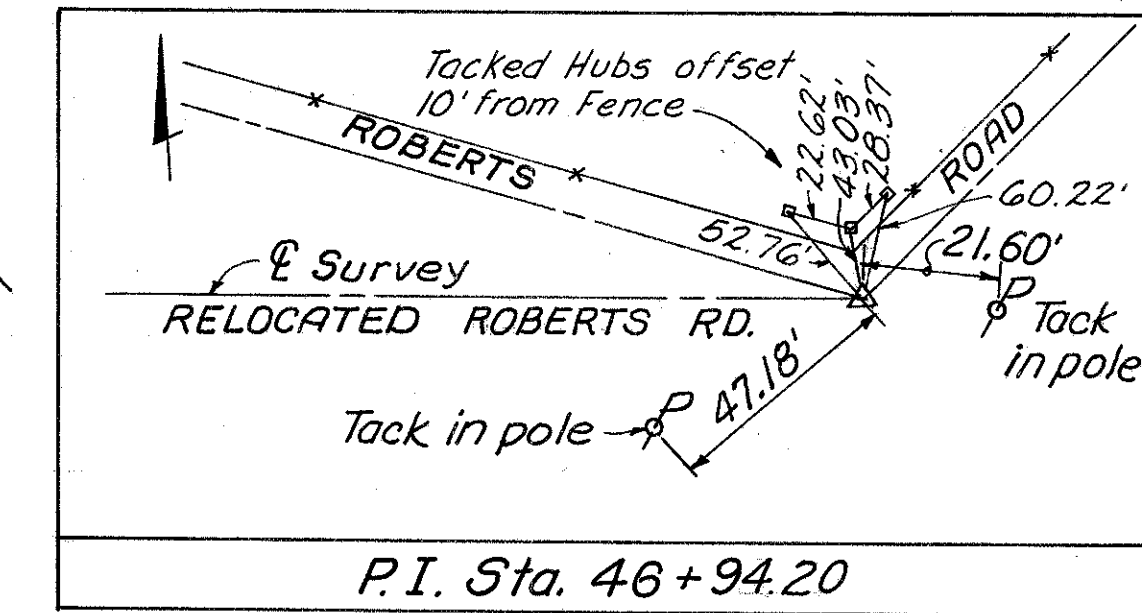 Tacked Hubs offset
10' from Fence
22.62'
43.03'
28.37'
ROBERTS
ROAD
60.22'
52.76'
21.60'
℄ Survey
RELOCATED ROBERTS RD.
P
Tack
in pole
47.18'
P
Tack in pole
P.I. Sta. 46+94.20